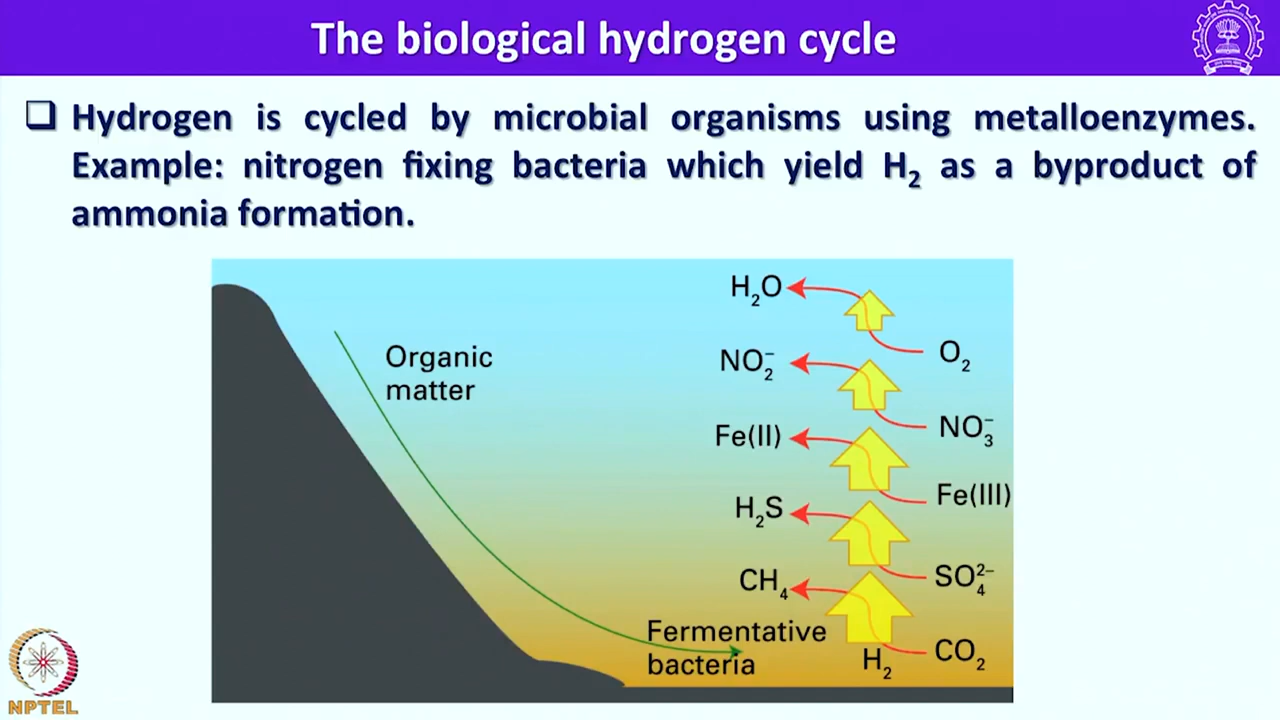 The biological hydrogen cycle
❑ Hydrogen is cycled by microbial organisms using metalloenzymes.
Example: nitrogen fixing bacteria which yield H₂ as a byproduct of
ammonia formation.
H₂O
O₂
Organic
matter
NO₂⁻
NO₃⁻
Fe(II)
Fe(III)
H₂S
SO₄²⁻
CH₄
CO₂
Fermentative
bacteria
H₂
NPTEL